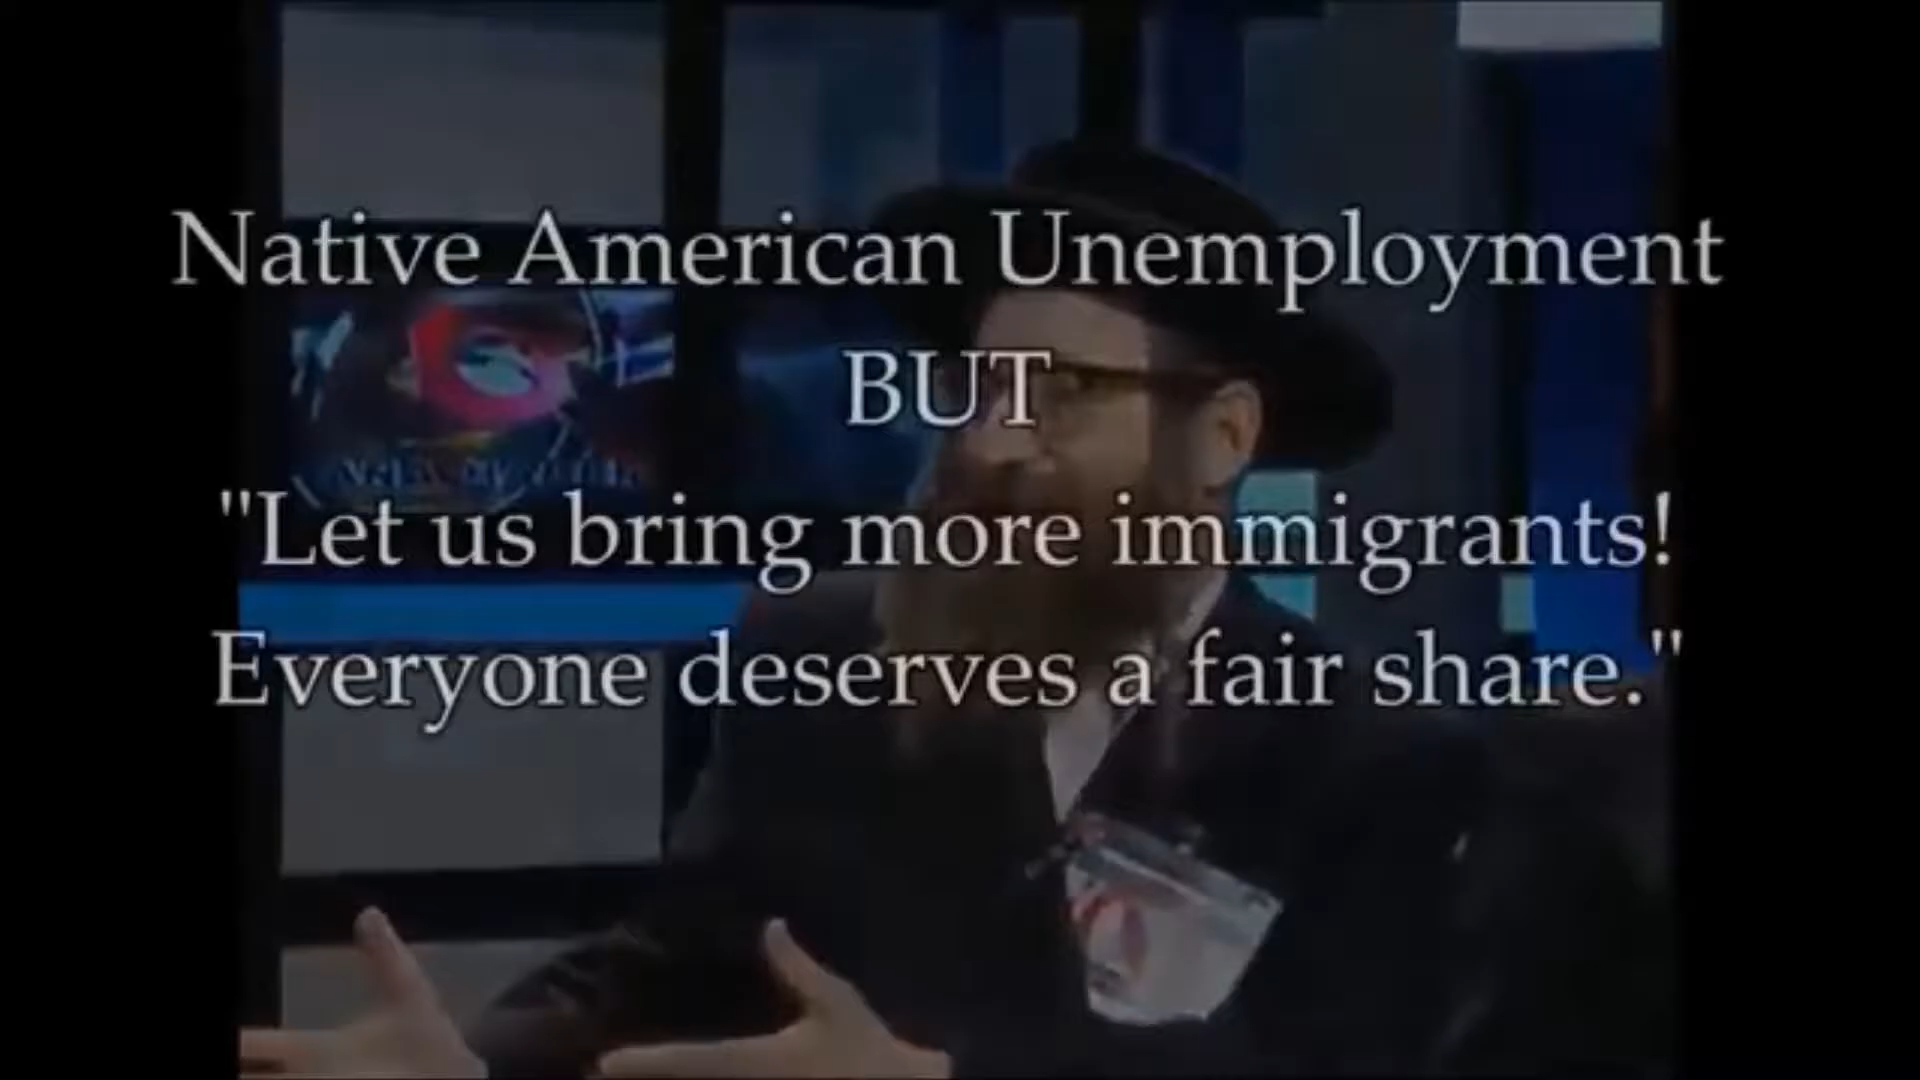 Native American Unemployment
BUT
"Let us bring more immigrants!
Everyone deserves a fair share."